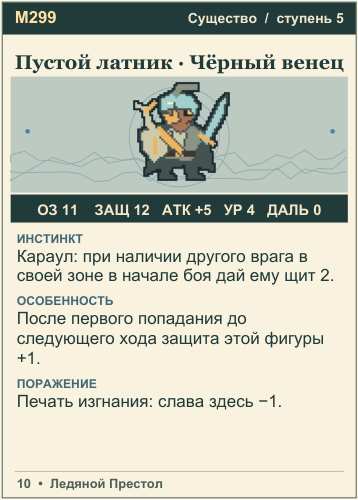 М299
Существо / ступень 5
Пустой латник · Чёрный венец
ОЗ 11 ЗАЩ 12 АТК +5 УР 4 ДАЛЬ 0
ИНСТИНКТ
Караул: при наличии другого врага в
своей зоне в начале боя дай ему щит 2.
ОСОБЕННОСТЬ
После первого попадания до
следующего хода защита этой фигуры
+1.
ПОРАЖЕНИЕ
Печать изгнания: слава здесь −1.
10 • Ледяной Престол